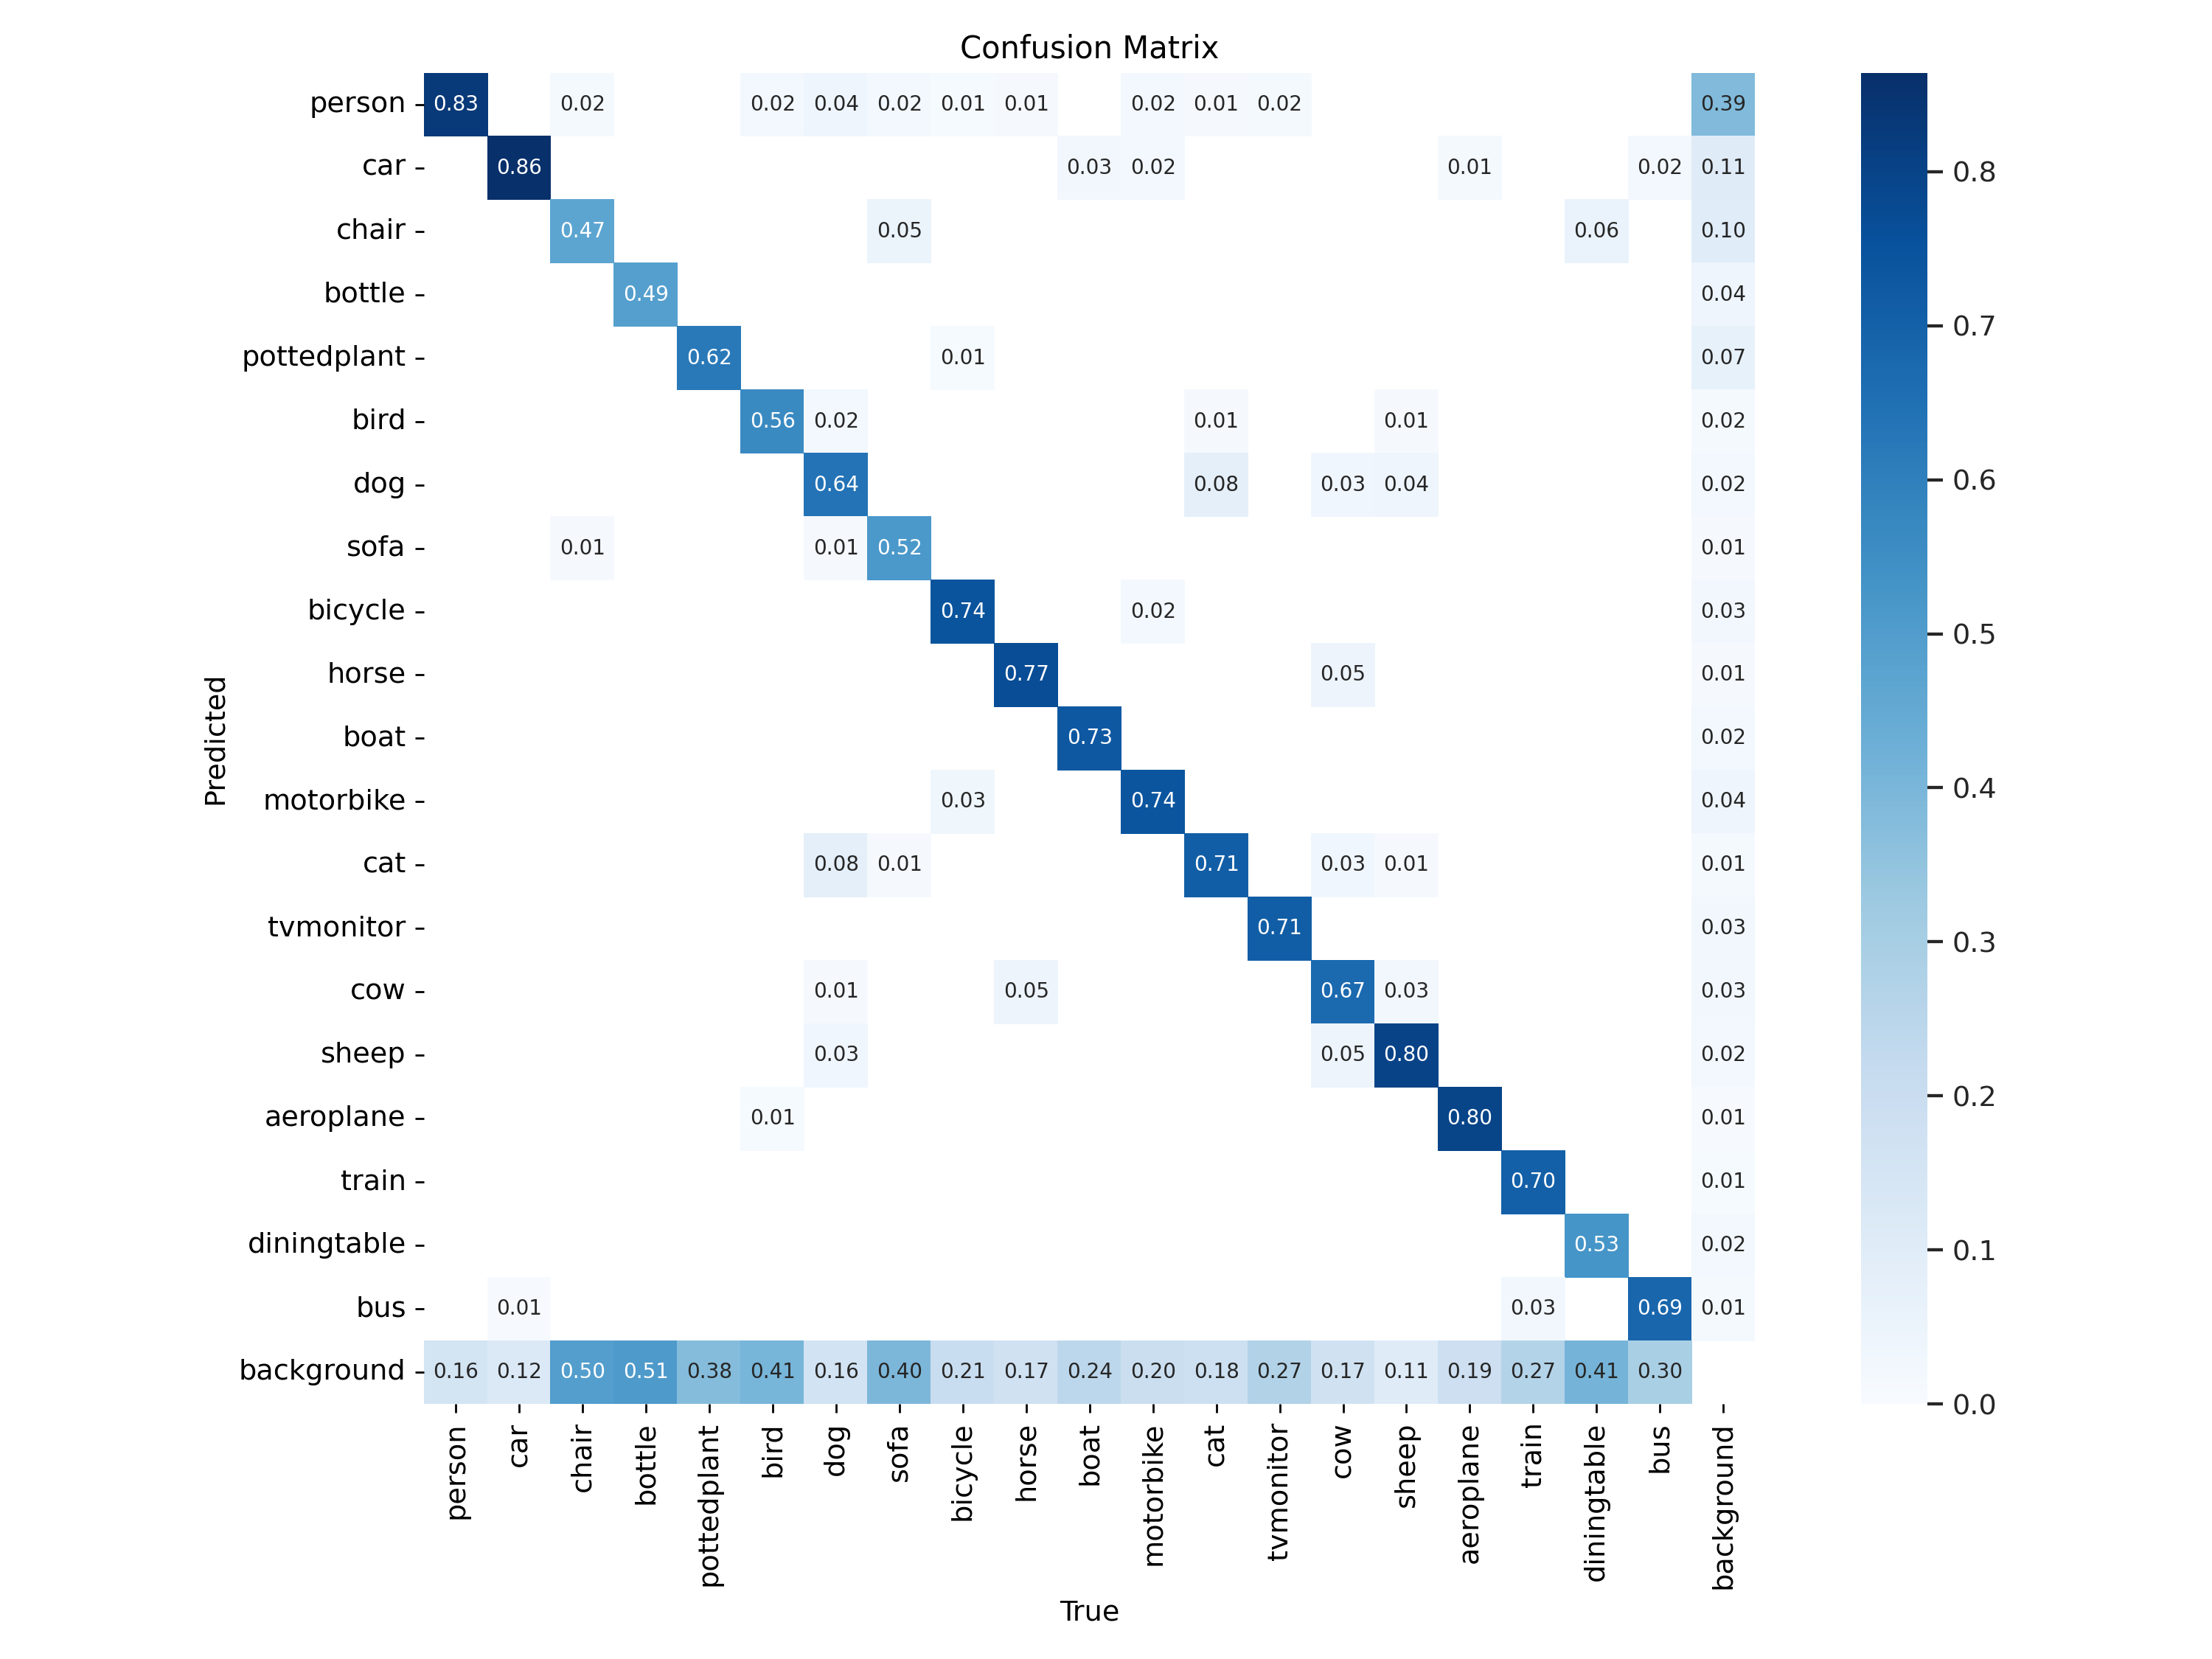 Confusion Matrix
person 0.83 0.02 0.02 0.04 0.02 0.01 0.01 0.02 0.01 0.02 0.39
car 0.86 0.03 0.02 0.01 0.02 0.11 0.8
chair 0.47 0.05 0.06 0.10
bottle 0.49 0.04 0.7
pottedplant 0.62 0.01 0.07
bird 0.56 0.02 0.01 0.01 0.02
dog 0.64 0.08 0.03 0.04 0.02 0.6
sofa 0.01 0.01 0.52 0.01
bicycle 0.74 0.02 0.03 0.5
horse 0.77 0.05 0.01
Predicted
boat 0.73 0.02
motorbike 0.03 0.74 0.04 0.4
cat 0.08 0.01 0.71 0.03 0.01 0.01
tvmonitor 0.71 0.03 0.3
cow 0.01 0.05 0.67 0.03 0.03
sheep 0.03 0.05 0.80 0.02
aeroplane 0.01 0.80 0.01 0.2
train 0.70 0.01
diningtable 0.53 0.02 0.1
bus 0.01 0.03 0.69 0.01
background 0.16 0.12 0.50 0.51 0.38 0.41 0.16 0.40 0.21 0.17 0.24 0.20 0.18 0.27 0.17 0.11 0.19 0.27 0.41 0.30
0.0
person car chair bottle pottedplant bird dog sofa bicycle horse boat motorbike cat tvmonitor cow sheep aeroplane train diningtable bus background
True